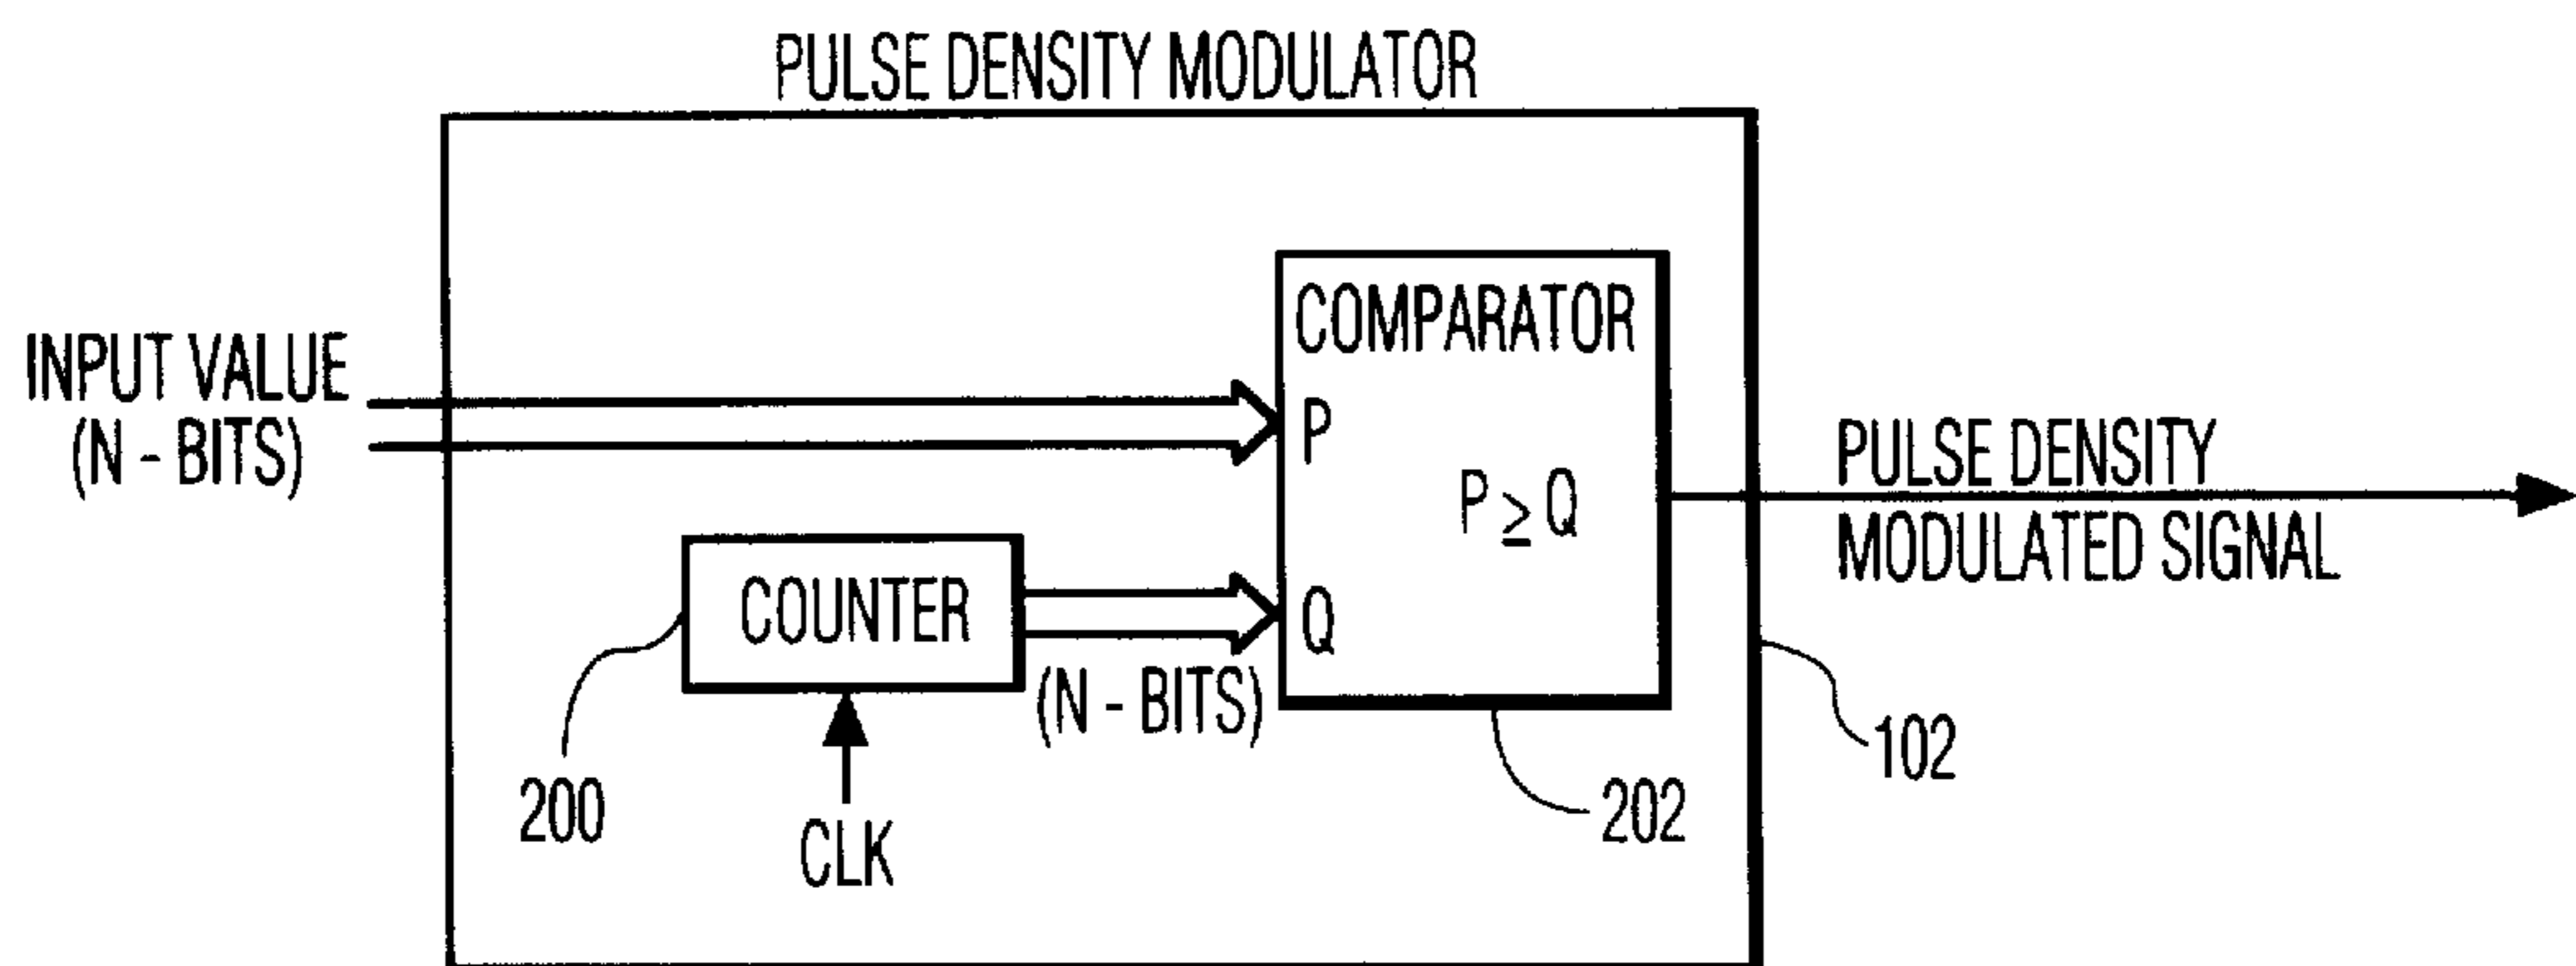 PULSE DENSITY MODULATOR
INPUT VALUE
(N - BITS)
COMPARATOR
P
P ≥ Q
Q
COUNTER
(N - BITS)
CLK
200
202
102
PULSE DENSITY
MODULATED SIGNAL